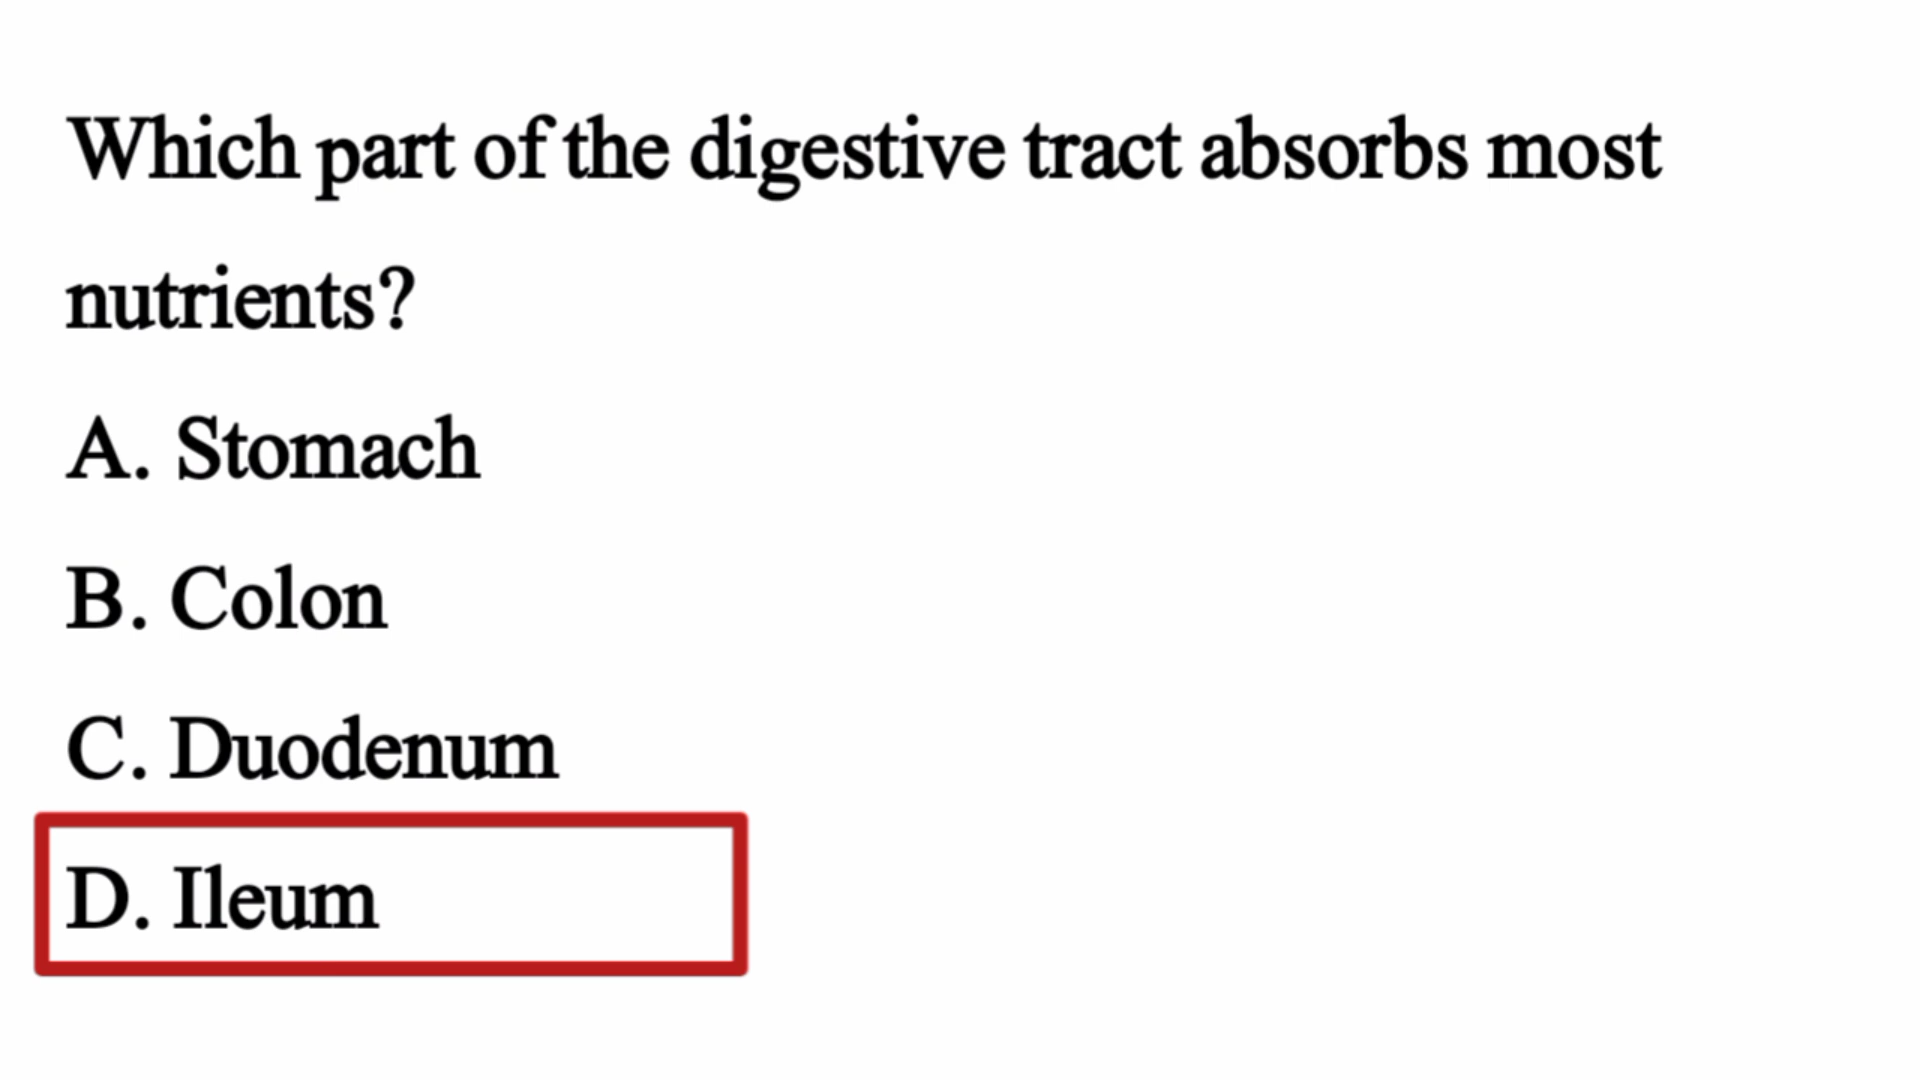 Which part of the digestive tract absorbs most
nutrients?
A. Stomach
B. Colon
C. Duodenum
D. Ileum